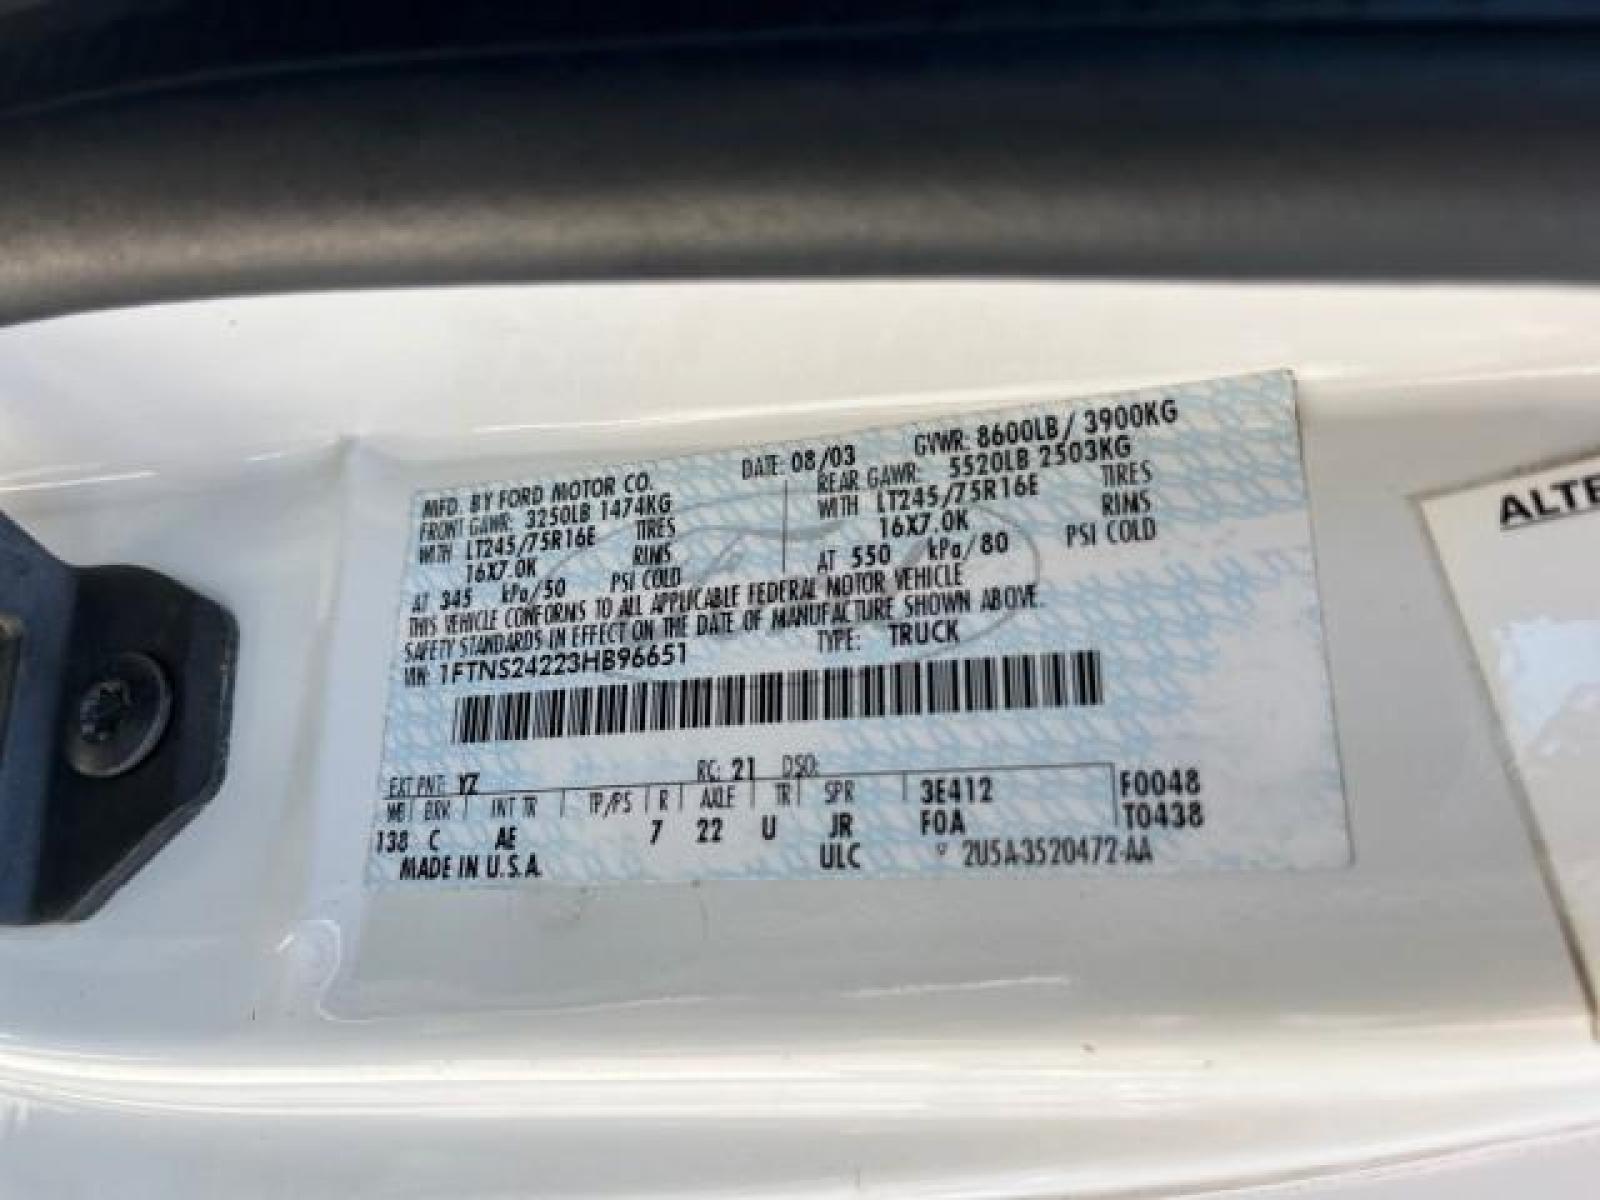 MFD. BY FORD MOTOR CO.
DATE: 08/03
GVWR: 8600LB / 3900KG
FRONT GAWR: 3250LB 1474KG
WITH LT245/75R16E TIRES
16X7.0K RIMS
AT 345 kPa/50 PSI COLD
REAR GAWR: 5520LB 2503KG
WITH LT245/75R16E TIRES
16X7.0K RIMS
AT 550 kPa/80 PSI COLD
THIS VEHICLE CONFORMS TO ALL APPLICABLE FEDERAL MOTOR VEHICLE
SAFETY STANDARDS IN EFFECT ON THE DATE OF MANUFACTURE SHOWN ABOVE.
VIN: 1FTNS24223HB96651
TYPE: TRUCK
EXT PNT: YZ RC: 21 DSO:
WB BRK INT TR TP/PS R AXLE TR SPR 3E412 F0048
138 C AE 7 22 U JR F0A T0438
MADE IN U.S.A. ULC 2U5A-3520472-AA
ALTE